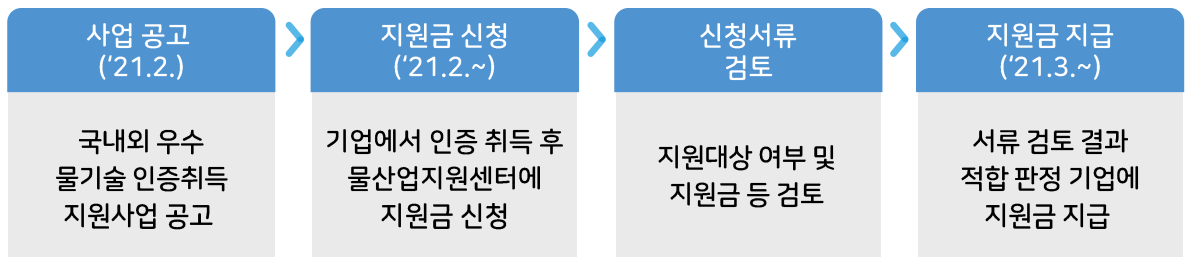 사업 공고
(‘21.2.)
국내외 우수
물기술 인증취득
지원사업 공고
지원금 신청
(‘21.2.~)
기업에서 인증 취득 후
물산업지원센터에
지원금 신청
신청서류
검토
지원대상 여부 및
지원금 등 검토
지원금 지급
(‘21.3.~)
서류 검토 결과
적합 판정 기업에
지원금 지급